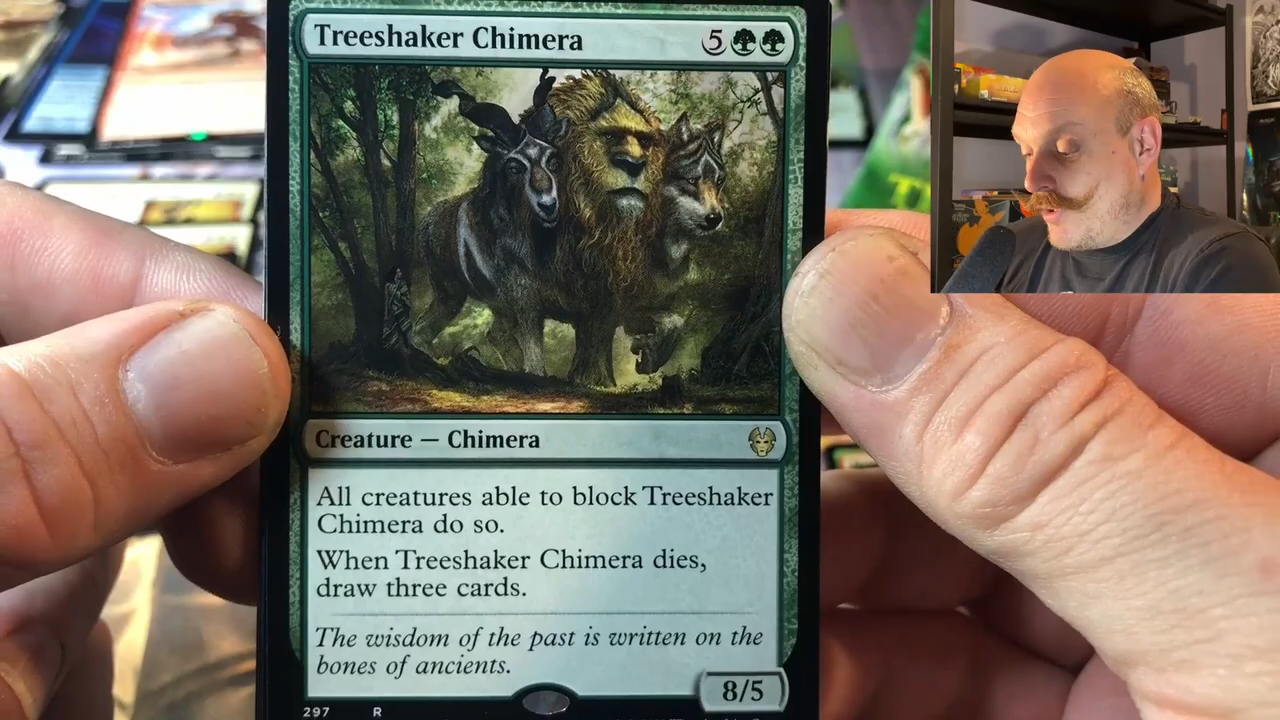 Treeshaker Chimera 5
Creature — Chimera
All creatures able to block Treeshaker
Chimera do so.
When Treeshaker Chimera dies,
draw three cards.
The wisdom of the past is written on the
bones of ancients.
8/5
297 R